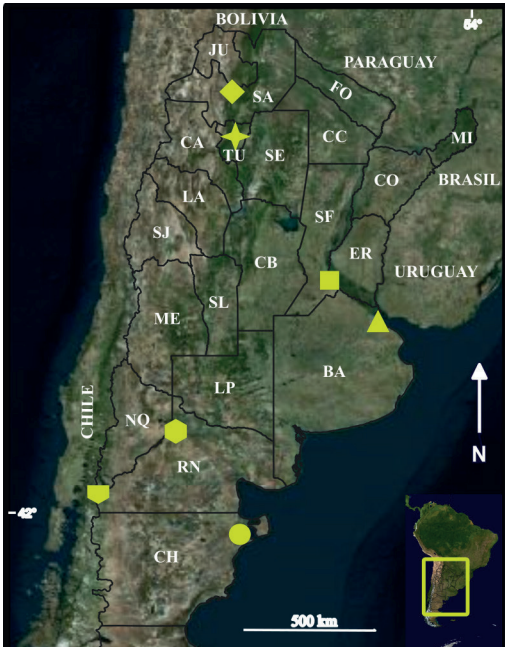 BOLIVIA
54°
JU
PARAGUAY
SA
FO
CA
TU
SE
CC
MI
CO
BRASIL
LA
SF
SJ
ER
CB
URUGUAY
SL
ME
BA
LP
CHILE
NQ
RN
N
42°
CH
500 km